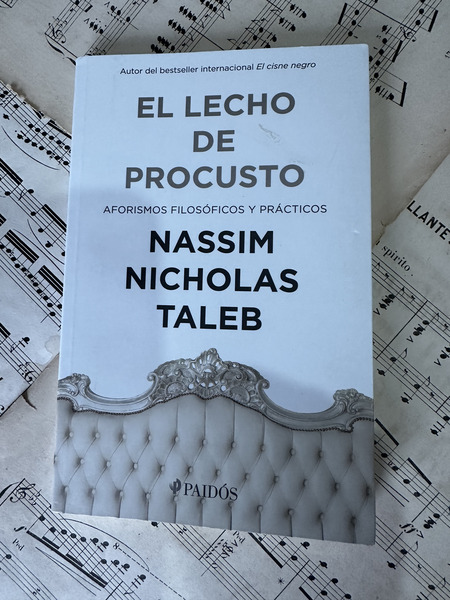 Autor del bestseller internacional El cisne negro
EL LECHO
DE
PROCUSTO
AFORISMOS FILOSÓFICOS Y PRÁCTICOS
NASSIM
NICHOLAS
TALEB
PAIDÓS
LLANTE
spírito